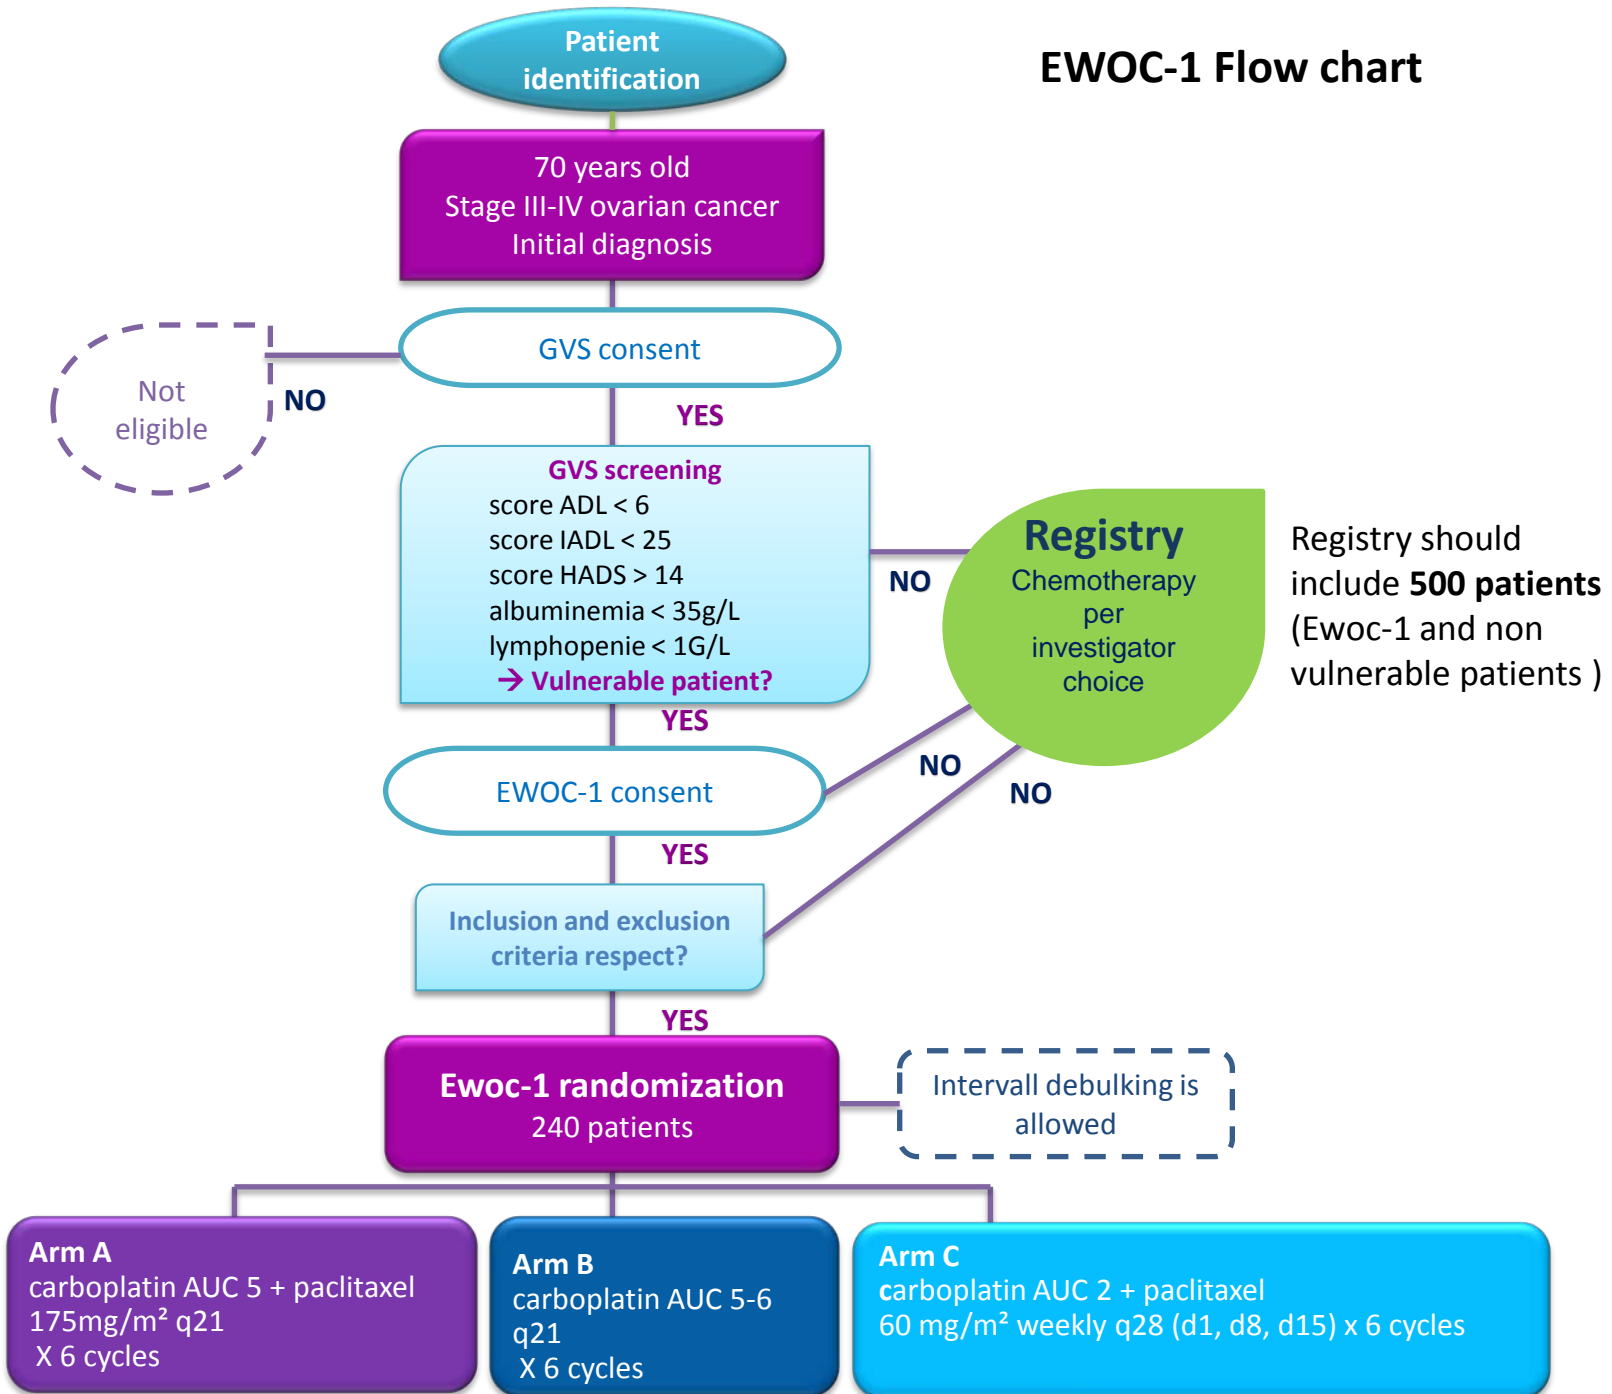 EWOC-1 Flow chart
Patient
identification
70 years old
Stage III-IV ovarian cancer
Initial diagnosis
GVS consent
Not
eligible
NO
YES
GVS screening
score ADL < 6
score IADL < 25
score HADS > 14
albuminemia < 35g/L
lymphopenie < 1G/L
→ Vulnerable patient?
NO
Registry
Chemotherapy
per
investigator
choice
Registry should
include 500 patients
(Ewoc-1 and non
vulnerable patients )
YES
EWOC-1 consent
NO
NO
YES
Inclusion and exclusion
criteria respect?
YES
Ewoc-1 randomization
240 patients
Intervall debulking is
allowed
Arm A
carboplatin AUC 5 + paclitaxel
175mg/m² q21
X 6 cycles
Arm B
carboplatin AUC 5-6
q21
X 6 cycles
Arm C
carboplatin AUC 2 + paclitaxel
60 mg/m² weekly q28 (d1, d8, d15) x 6 cycles